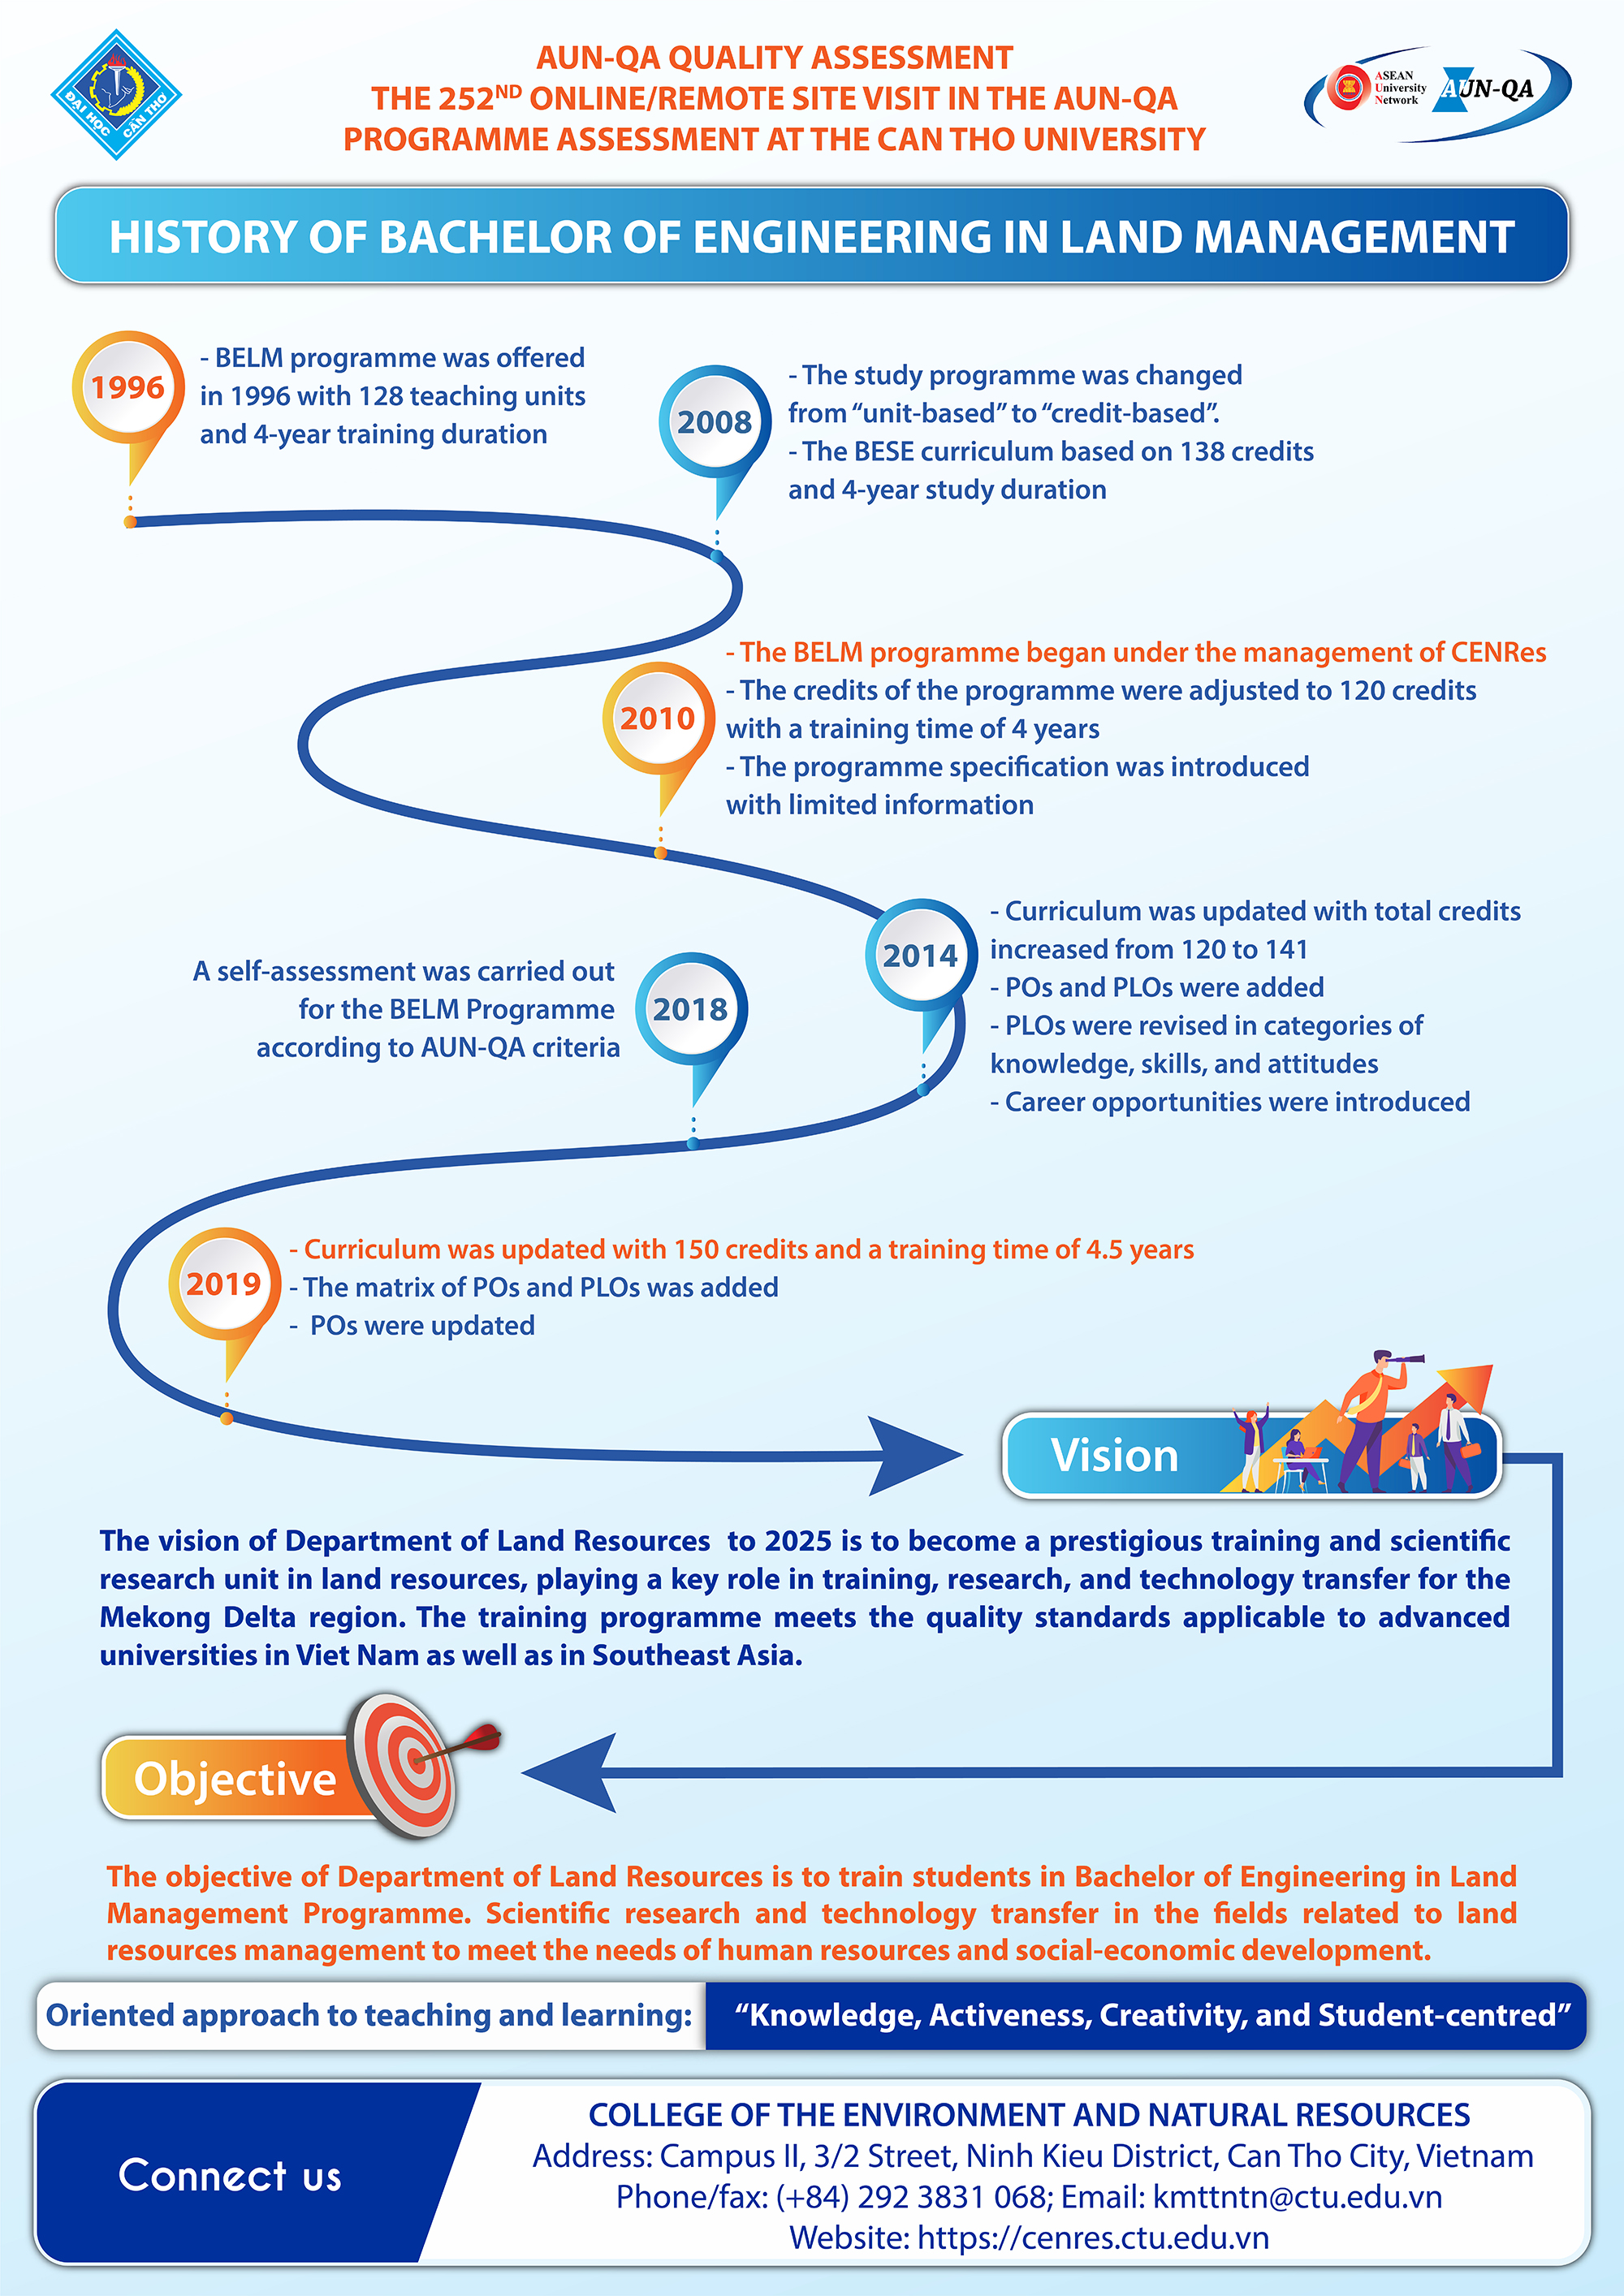 ĐẠI HỌC CẦN THƠ
AUN-QA QUALITY ASSESSMENT
THE 252ND ONLINE/REMOTE SITE VISIT IN THE AUN-QA
PROGRAMME ASSESSMENT AT THE CAN THO UNIVERSITY
ASEAN
University
Network
AUN-QA
HISTORY OF BACHELOR OF ENGINEERING IN LAND MANAGEMENT
1996
- BELM programme was offered
in 1996 with 128 teaching units
and 4-year training duration
2008
- The study programme was changed
from “unit-based” to “credit-based”.
- The BESE curriculum based on 138 credits
and 4-year study duration
2010
- The BELM programme began under the management of CENRes
- The credits of the programme were adjusted to 120 credits
with a training time of 4 years
- The programme specification was introduced
with limited information
2014
- Curriculum was updated with total credits
increased from 120 to 141
- POs and PLOs were added
- PLOs were revised in categories of
knowledge, skills, and attitudes
- Career opportunities were introduced
A self-assessment was carried out
for the BELM Programme
according to AUN-QA criteria
2018
2019
- Curriculum was updated with 150 credits and a training time of 4.5 years
- The matrix of POs and PLOs was added
- POs were updated
Vision
The vision of Department of Land Resources to 2025 is to become a prestigious training and scientific
research unit in land resources, playing a key role in training, research, and technology transfer for the
Mekong Delta region. The training programme meets the quality standards applicable to advanced
universities in Viet Nam as well as in Southeast Asia.
Objective
The objective of Department of Land Resources is to train students in Bachelor of Engineering in Land
Management Programme. Scientific research and technology transfer in the fields related to land
resources management to meet the needs of human resources and social-economic development.
Oriented approach to teaching and learning: “Knowledge, Activeness, Creativity, and Student-centred”
Connect us
COLLEGE OF THE ENVIRONMENT AND NATURAL RESOURCES
Address: Campus II, 3/2 Street, Ninh Kieu District, Can Tho City, Vietnam
Phone/fax: (+84) 292 3831 068; Email: kmttntn@ctu.edu.vn
Website: https://cenres.ctu.edu.vn